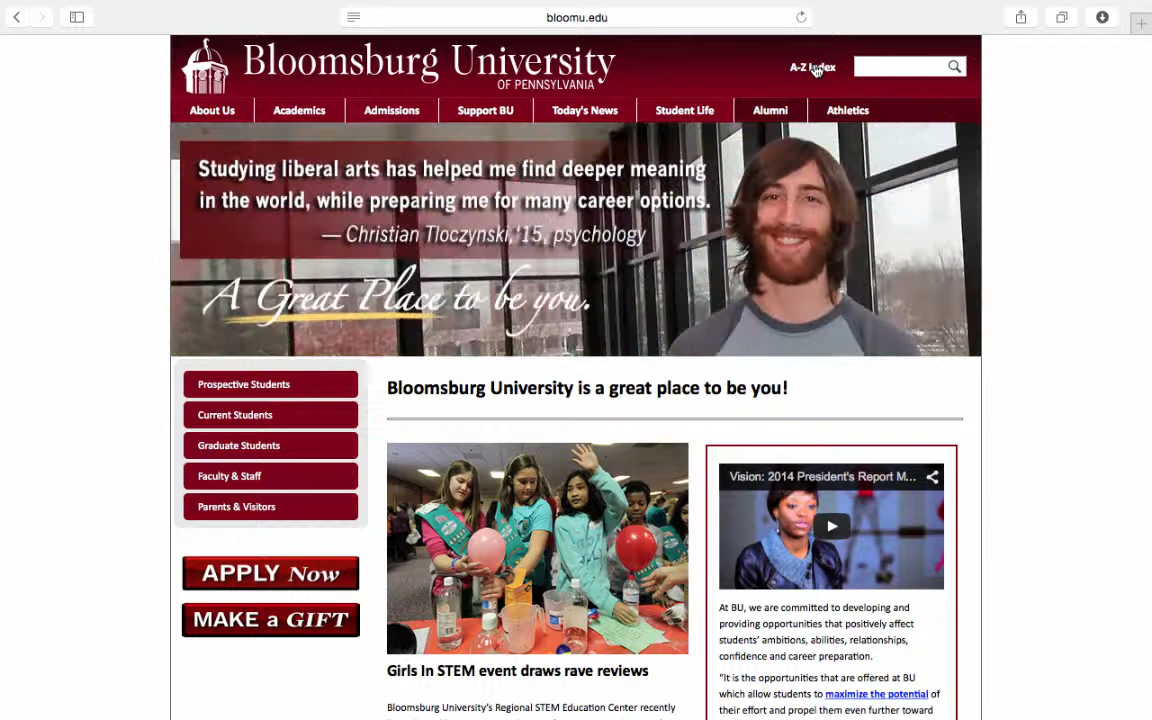 bloomu.edu
Bloomsburg University
OF PENNSYLVANIA
A-Z Index
About Us
Academics
Admissions
Support BU
Today's News
Student Life
Alumni
Athletics
Studying liberal arts has helped me find deeper meaning
in the world, while preparing me for many career options.
— Christian Tloczynski, '15, psychology
A Great Place to be you.
Prospective Students
Current Students
Graduate Students
Faculty & Staff
Parents & Visitors
APPLY Now
MAKE a GIFT
Bloomsburg University is a great place to be you!
Girls In STEM event draws rave reviews
Bloomsburg University's Regional STEM Education Center recently
Vision: 2014 President's Report M...
At BU, we are committed to developing and
providing opportunities that positively affect
students' ambitions, abilities, relationships,
confidence and career preparation.
"It is the opportunities that are offered at BU
which allow students to maximize the potential of
their effort and propel them even further toward